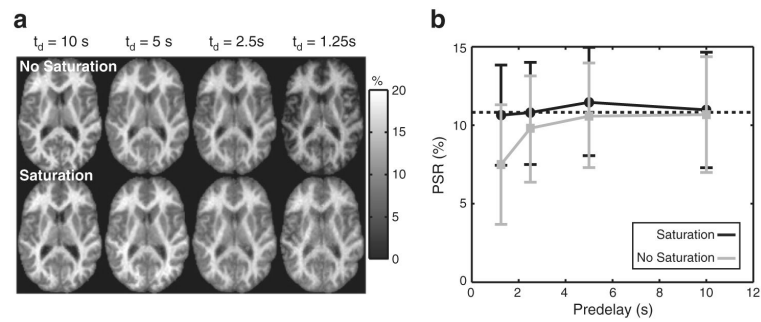 a
t_d = 10 s t_d = 5 s t_d = 2.5s t_d = 1.25s
No Saturation
Saturation
%
20
15
10
5
0
b
15
10
5
0
PSR (%)
0 2 4 6 8 10 12
Predelay (s)
Saturation
No Saturation